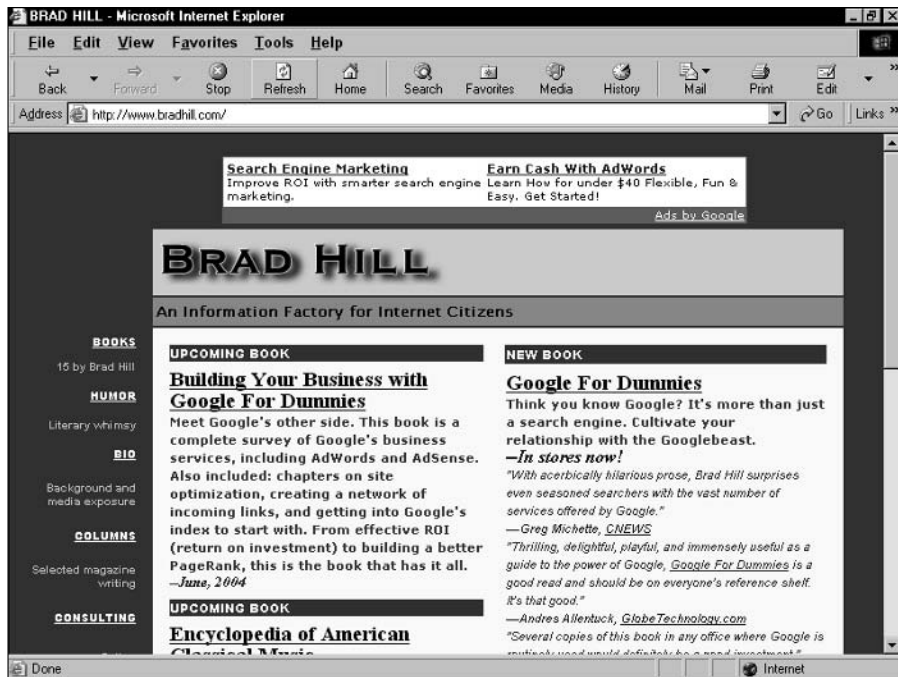 BRAD HILL - Microsoft Internet Explorer
File Edit View Favorites Tools Help
Back Forward Stop Refresh Home Search Favorites Media History Mail Print Edit
Address http://www.bradhill.com/ Go Links
Search Engine Marketing
Improve ROI with smarter search engine
marketing.
Earn Cash With AdWords
Learn How for under $40 Flexible, Fun &
Easy. Get Started!
Ads by Google
BRAD HILL
An Information Factory for Internet Citizens
BOOKS
15 by Brad Hill
HUMOR
Literary whimsy
BIO
Background and
media exposure
COLUMNS
Selected magazine
writing
CONSULTING
UPCOMING BOOK
Building Your Business with
Google For Dummies
Meet Google's other side. This book is a
complete survey of Google's business
services, including AdWords and AdSense.
Also included: chapters on site
optimization, creating a network of
incoming links, and getting into Google's
index to start with. From effective ROI
(return on investment) to building a better
PageRank, this is the book that has it all.
–June, 2004
UPCOMING BOOK
Encyclopedia of American
Classical Music
NEW BOOK
Google For Dummies
Think you know Google? It's more than just
a search engine. Cultivate your
relationship with the Googlebeast.
–In stores now!
"With acerbically hilarious prose, Brad Hill surprises
even seasoned searchers with the vast number of
services offered by Google."
—Greg Michette, CNEWS
"Thrilling, delightful, playful, and immensely useful as a
guide to the power of Google, Google For Dummies is a
good read and should be on everyone's reference shelf.
It's that good."
—Andres Allentuck, GlobeTechnology.com
"Several copies of this book in any office where Google is
routinely used would definitely be a good investment."
Done Internet